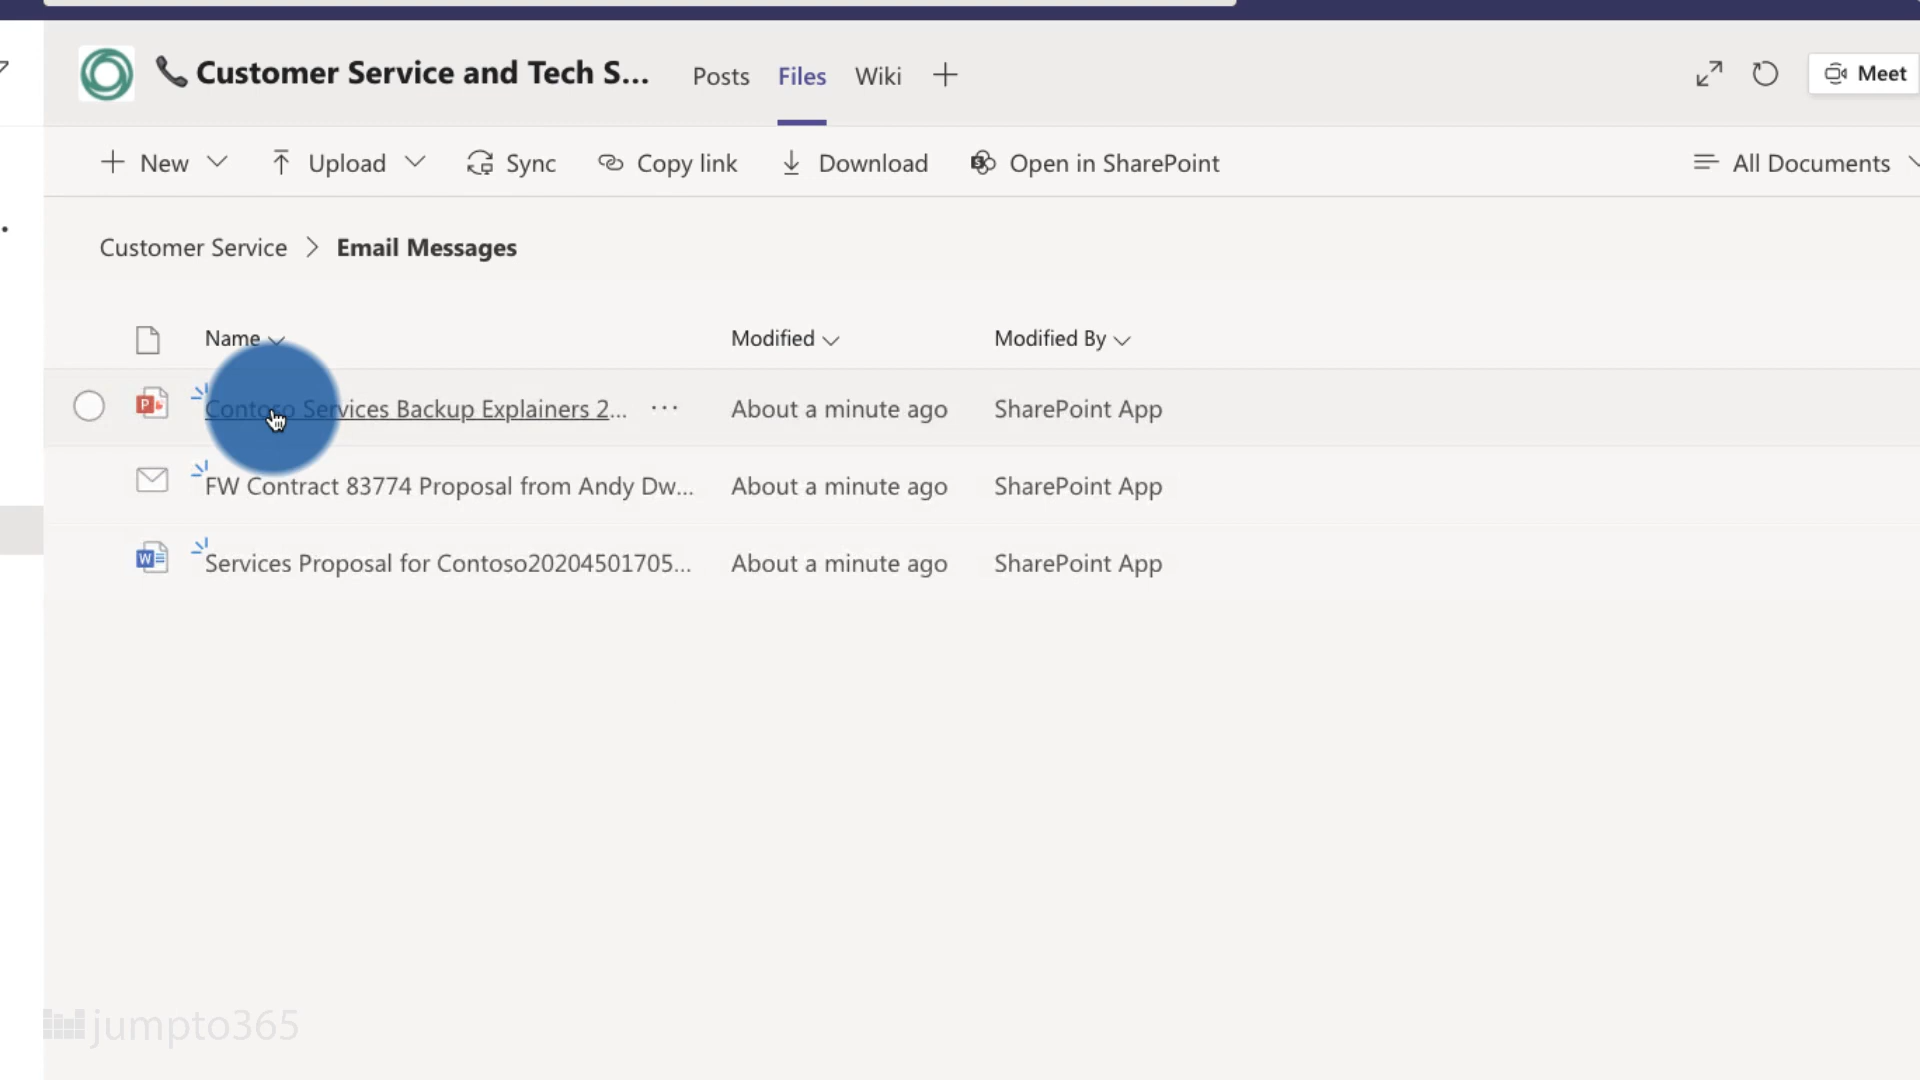 Customer Service and Tech S... Posts Files Wiki Meet
New Upload Sync Copy link Download Open in SharePoint All Documents
Customer Service > Email Messages
Name Modified Modified By
Contoso Services Backup Explainers 2... ... About a minute ago SharePoint App
FW Contract 83774 Proposal from Andy Dw... About a minute ago SharePoint App
Services Proposal for Contoso20204501705... About a minute ago SharePoint App
jumpto365